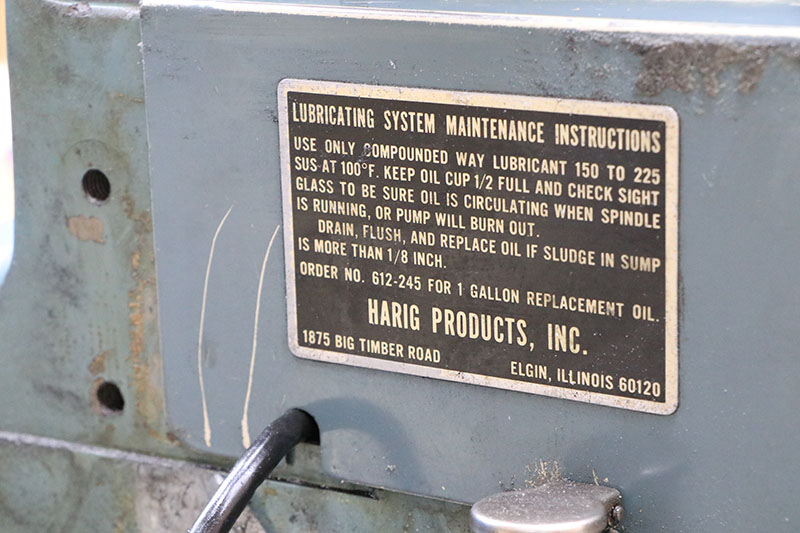 LUBRICATING SYSTEM MAINTENANCE INSTRUCTIONS
USE ONLY COMPOUNDED WAY LUBRICANT 150 TO 225
SUS AT 100°F. KEEP OIL CUP 1/2 FULL AND CHECK SIGHT
GLASS TO BE SURE OIL IS CIRCULATING WHEN SPINDLE
IS RUNNING, OR PUMP WILL BURN OUT.
DRAIN, FLUSH, AND REPLACE OIL IF SLUDGE IN SUMP
IS MORE THAN 1/8 INCH.
ORDER NO. 612-245 FOR 1 GALLON REPLACEMENT OIL.
HARIG PRODUCTS, INC.
1875 BIG TIMBER ROAD
ELGIN, ILLINOIS 60120